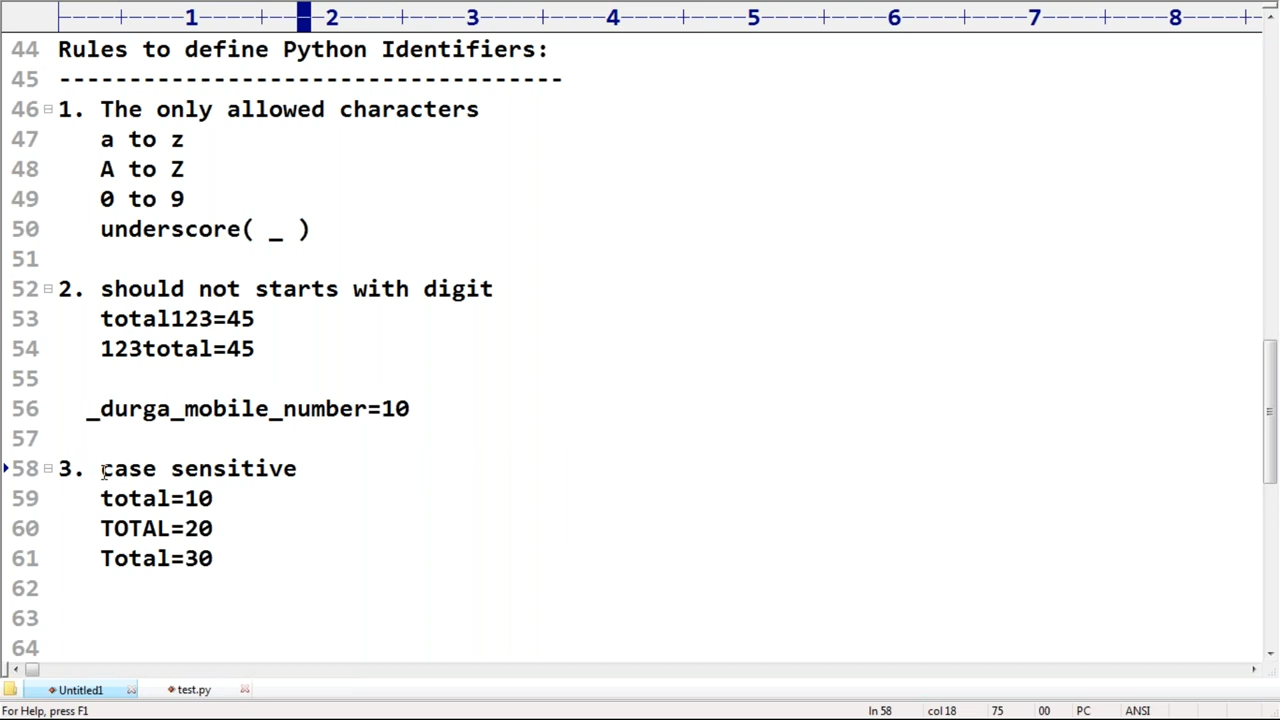 1 2 3 4 5 6 7 8
44 Rules to define Python Identifiers:
45 ------------------------------------
46 1. The only allowed characters
47 a to z
48 A to Z
49 0 to 9
50 underscore( _ )
51
52 2. should not starts with digit
53 total123=45
54 123total=45
55
56 _durga_mobile_number=10
57
58 3. case sensitive
59 total=10
60 TOTAL=20
61 Total=30
62
63
64
Untitled1 test.py
For Help, press F1 ln 58 col 18 75 00 PC ANSI